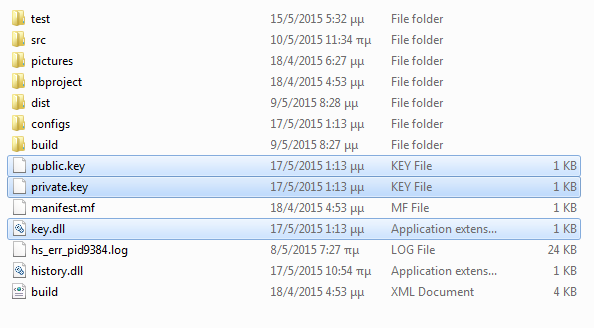 test 15/5/2015 5:32 μμ File folder
src 10/5/2015 11:34 πμ File folder
pictures 18/4/2015 6:27 μμ File folder
nbproject 18/4/2015 4:53 μμ File folder
dist 9/5/2015 8:28 μμ File folder
configs 17/5/2015 1:13 μμ File folder
build 9/5/2015 8:27 μμ File folder
public.key 17/5/2015 1:13 μμ KEY File 1 KB
private.key 17/5/2015 1:13 μμ KEY File 1 KB
manifest.mf 18/4/2015 4:53 μμ MF File 1 KB
key.dll 17/5/2015 1:13 μμ Application extens... 1 KB
hs_err_pid9384.log 8/5/2015 7:27 πμ LOG File 24 KB
history.dll 17/5/2015 10:54 πμ Application extens... 1 KB
build 18/4/2015 4:53 μμ XML Document 4 KB